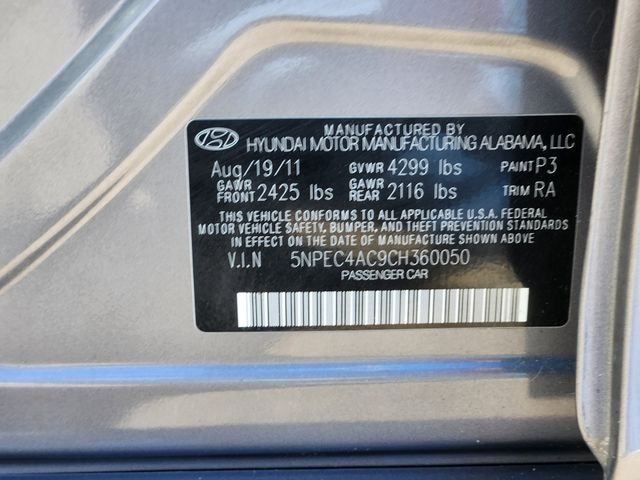 MANUFACTURED BY
HYUNDAI MOTOR MANUFACTURING ALABAMA, LLC
Aug/19/11 GVWR 4299 lbs PAINT P3
GAWR FRONT 2425 lbs GAWR REAR 2116 lbs TRIM RA
THIS VEHICLE CONFORMS TO ALL APPLICABLE U.S.A. FEDERAL
MOTOR VEHICLE SAFETY, BUMPER, AND THEFT PREVENTION STANDARDS
IN EFFECT ON THE DATE OF MANUFACTURE SHOWN ABOVE
V.I.N 5NPEC4AC9CH360050
PASSENGER CAR